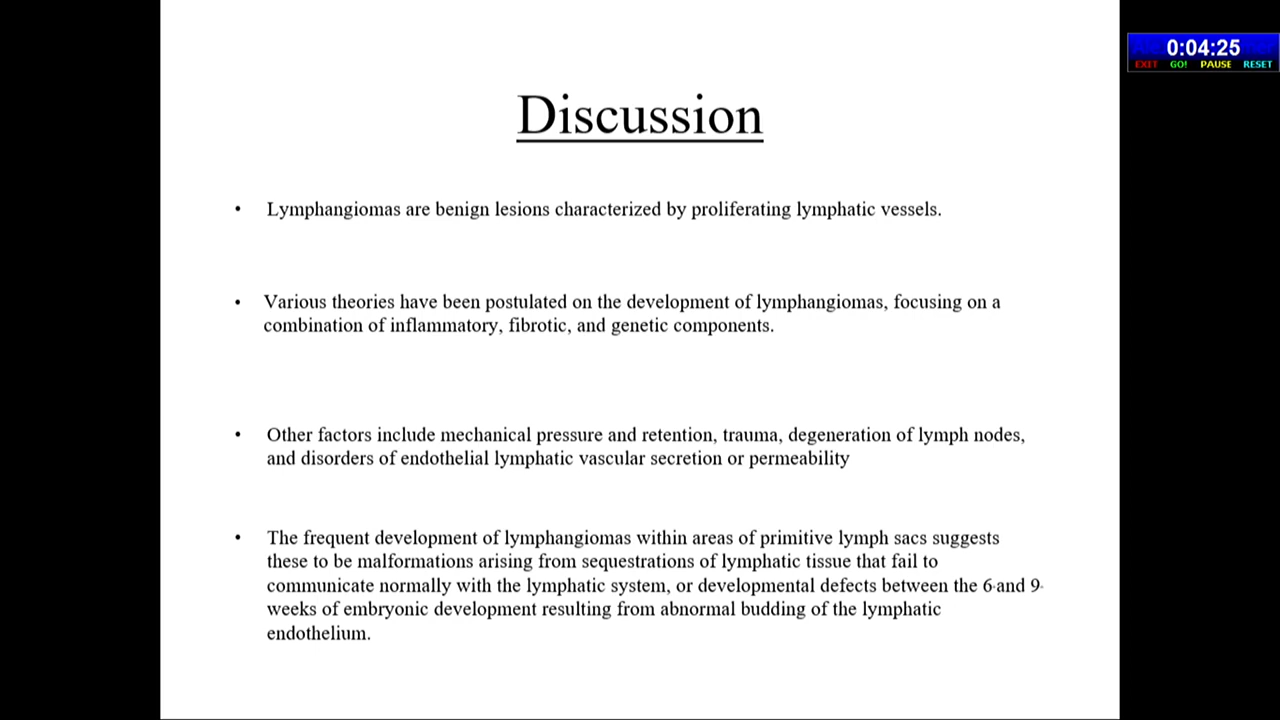 0:04:25
EXIT GO! PAUSE RESET
Discussion
• Lymphangiomas are benign lesions characterized by proliferating lymphatic vessels.
• Various theories have been postulated on the development of lymphangiomas, focusing on a
combination of inflammatory, fibrotic, and genetic components.
• Other factors include mechanical pressure and retention, trauma, degeneration of lymph nodes,
and disorders of endothelial lymphatic vascular secretion or permeability
• The frequent development of lymphangiomas within areas of primitive lymph sacs suggests
these to be malformations arising from sequestrations of lymphatic tissue that fail to
communicate normally with the lymphatic system, or developmental defects between the 6 and 9
weeks of embryonic development resulting from abnormal budding of the lymphatic
endothelium.